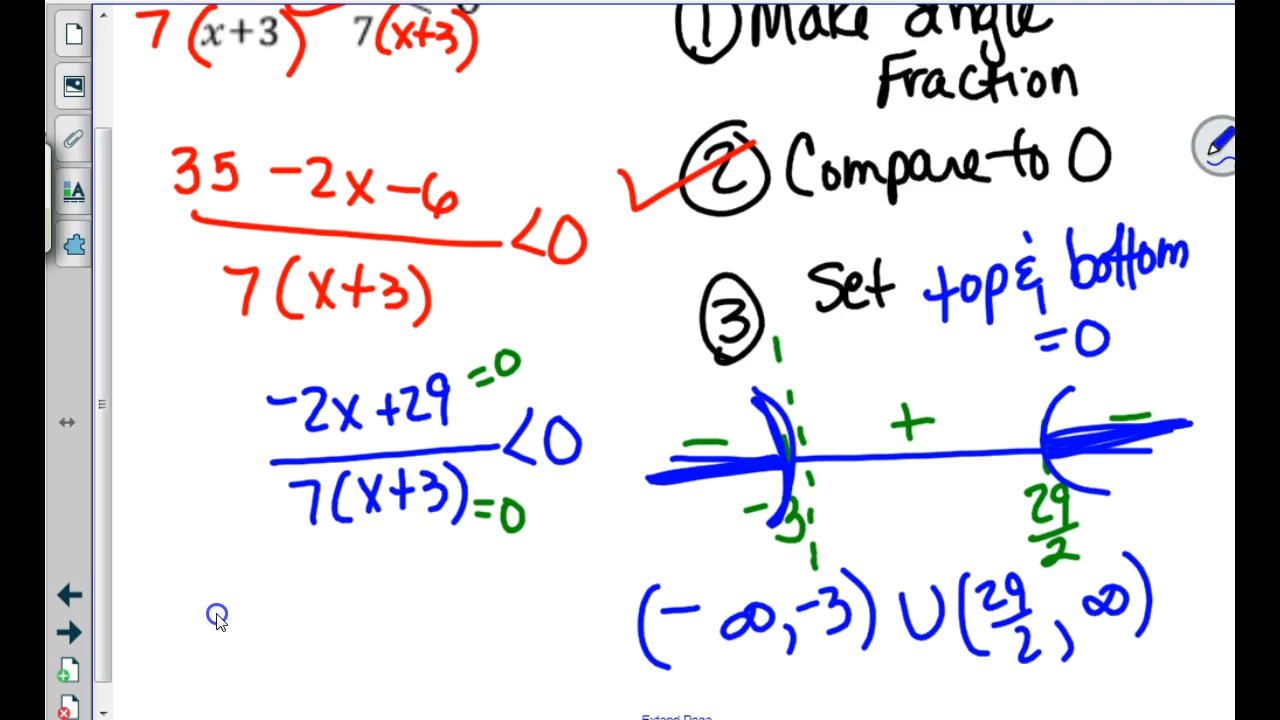 7 (x+3) 7(x+3)
① Make angle
Fraction
② Compare to 0
35 -2x -6
<0
7(x+3)
③ Set top & bottom
=0
-2x +29 =0
<0
7(x+3) =0
- + -
-3 29/2
(-∞,-3) ∪ (29/2, ∞)